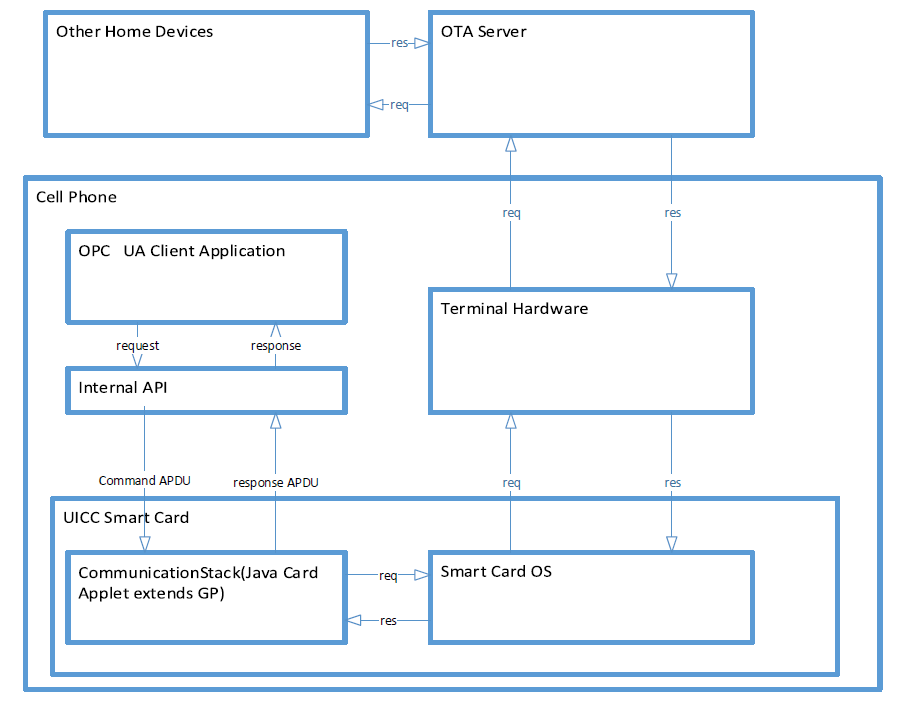 Other Home Devices
OTA Server
res
req
Cell Phone
req
res
OPC   UA Client Application
Terminal Hardware
request
response
Internal API
Command APDU
response APDU
req
res
UICC Smart Card
CommunicationStack(Java Card
Applet extends GP)
Smart Card OS
req
res